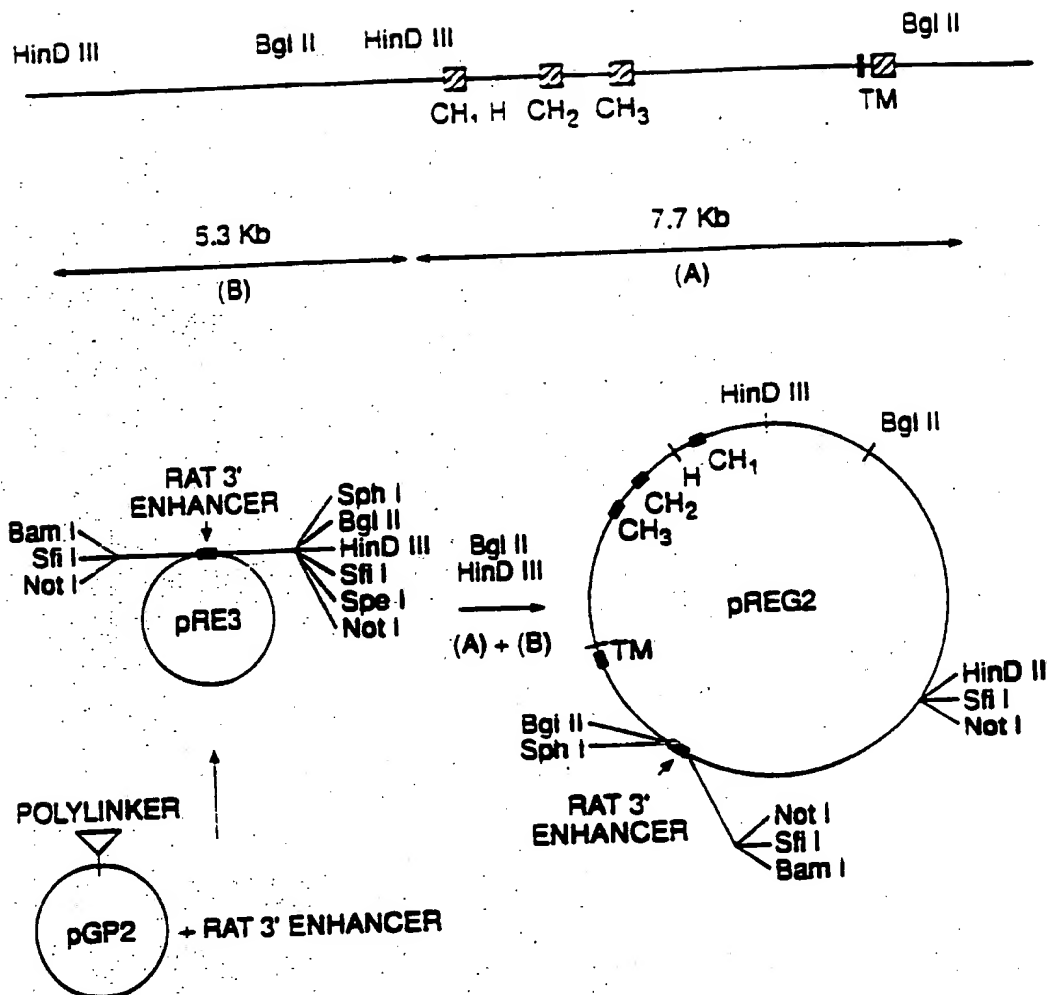 HinD III Bgl II HinD III Bgl II
CH1 H CH2 CH3 TM
5.3 Kb 7.7 Kb
(B) (A)
RAT 3'
ENHANCER
Bam I
Sfi I
Not I
Sph I
Bgl II
HinD III
Sfi I
Spe I
Not I
pRE3
Bgl II
HinD III
(A) + (B)
HinD III
Bgl II
CH1
H
CH2
CH3
pREG2
TM
HinD II
Sfi I
Not I
Bgl II
Sph I
RAT 3'
ENHANCER
Not I
Sfi I
Bam I
POLYLINKER
pGP2 + RAT 3' ENHANCER